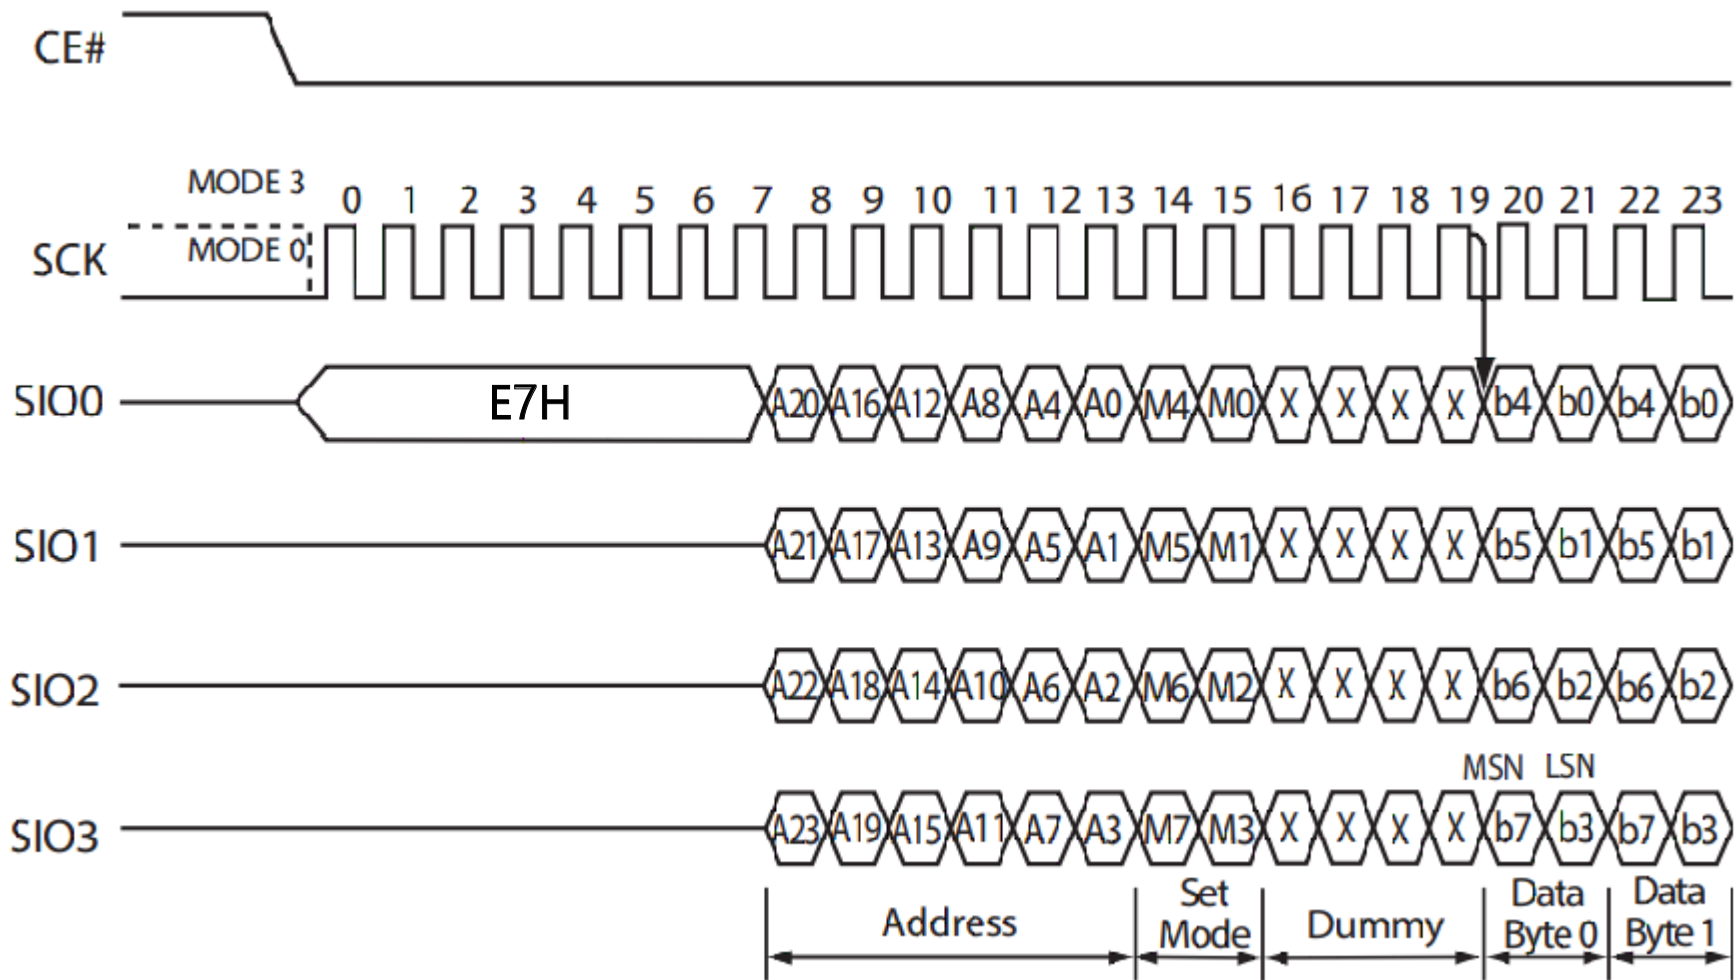 CE#
MODE 3
0 1 2 3 4 5 6 7 8 9 10 11 12 13 14 15 16 17 18 19 20 21 22 23
SCK
MODE 0
SIO0
E7H
A20 A16 A12 A8 A4 A0 M4 M0 X X X X b4 b0 b4 b0
SIO1
A21 A17 A13 A9 A5 A1 M5 M1 X X X X b5 b1 b5 b1
SIO2
A22 A18 A14 A10 A6 A2 M6 M2 X X X X b6 b2 b6 b2
MSN LSN
SIO3
A23 A19 A15 A11 A7 A3 M7 M3 X X X X b7 b3 b7 b3
Address
Set
Mode
Dummy
Data
Byte 0
Data
Byte 1